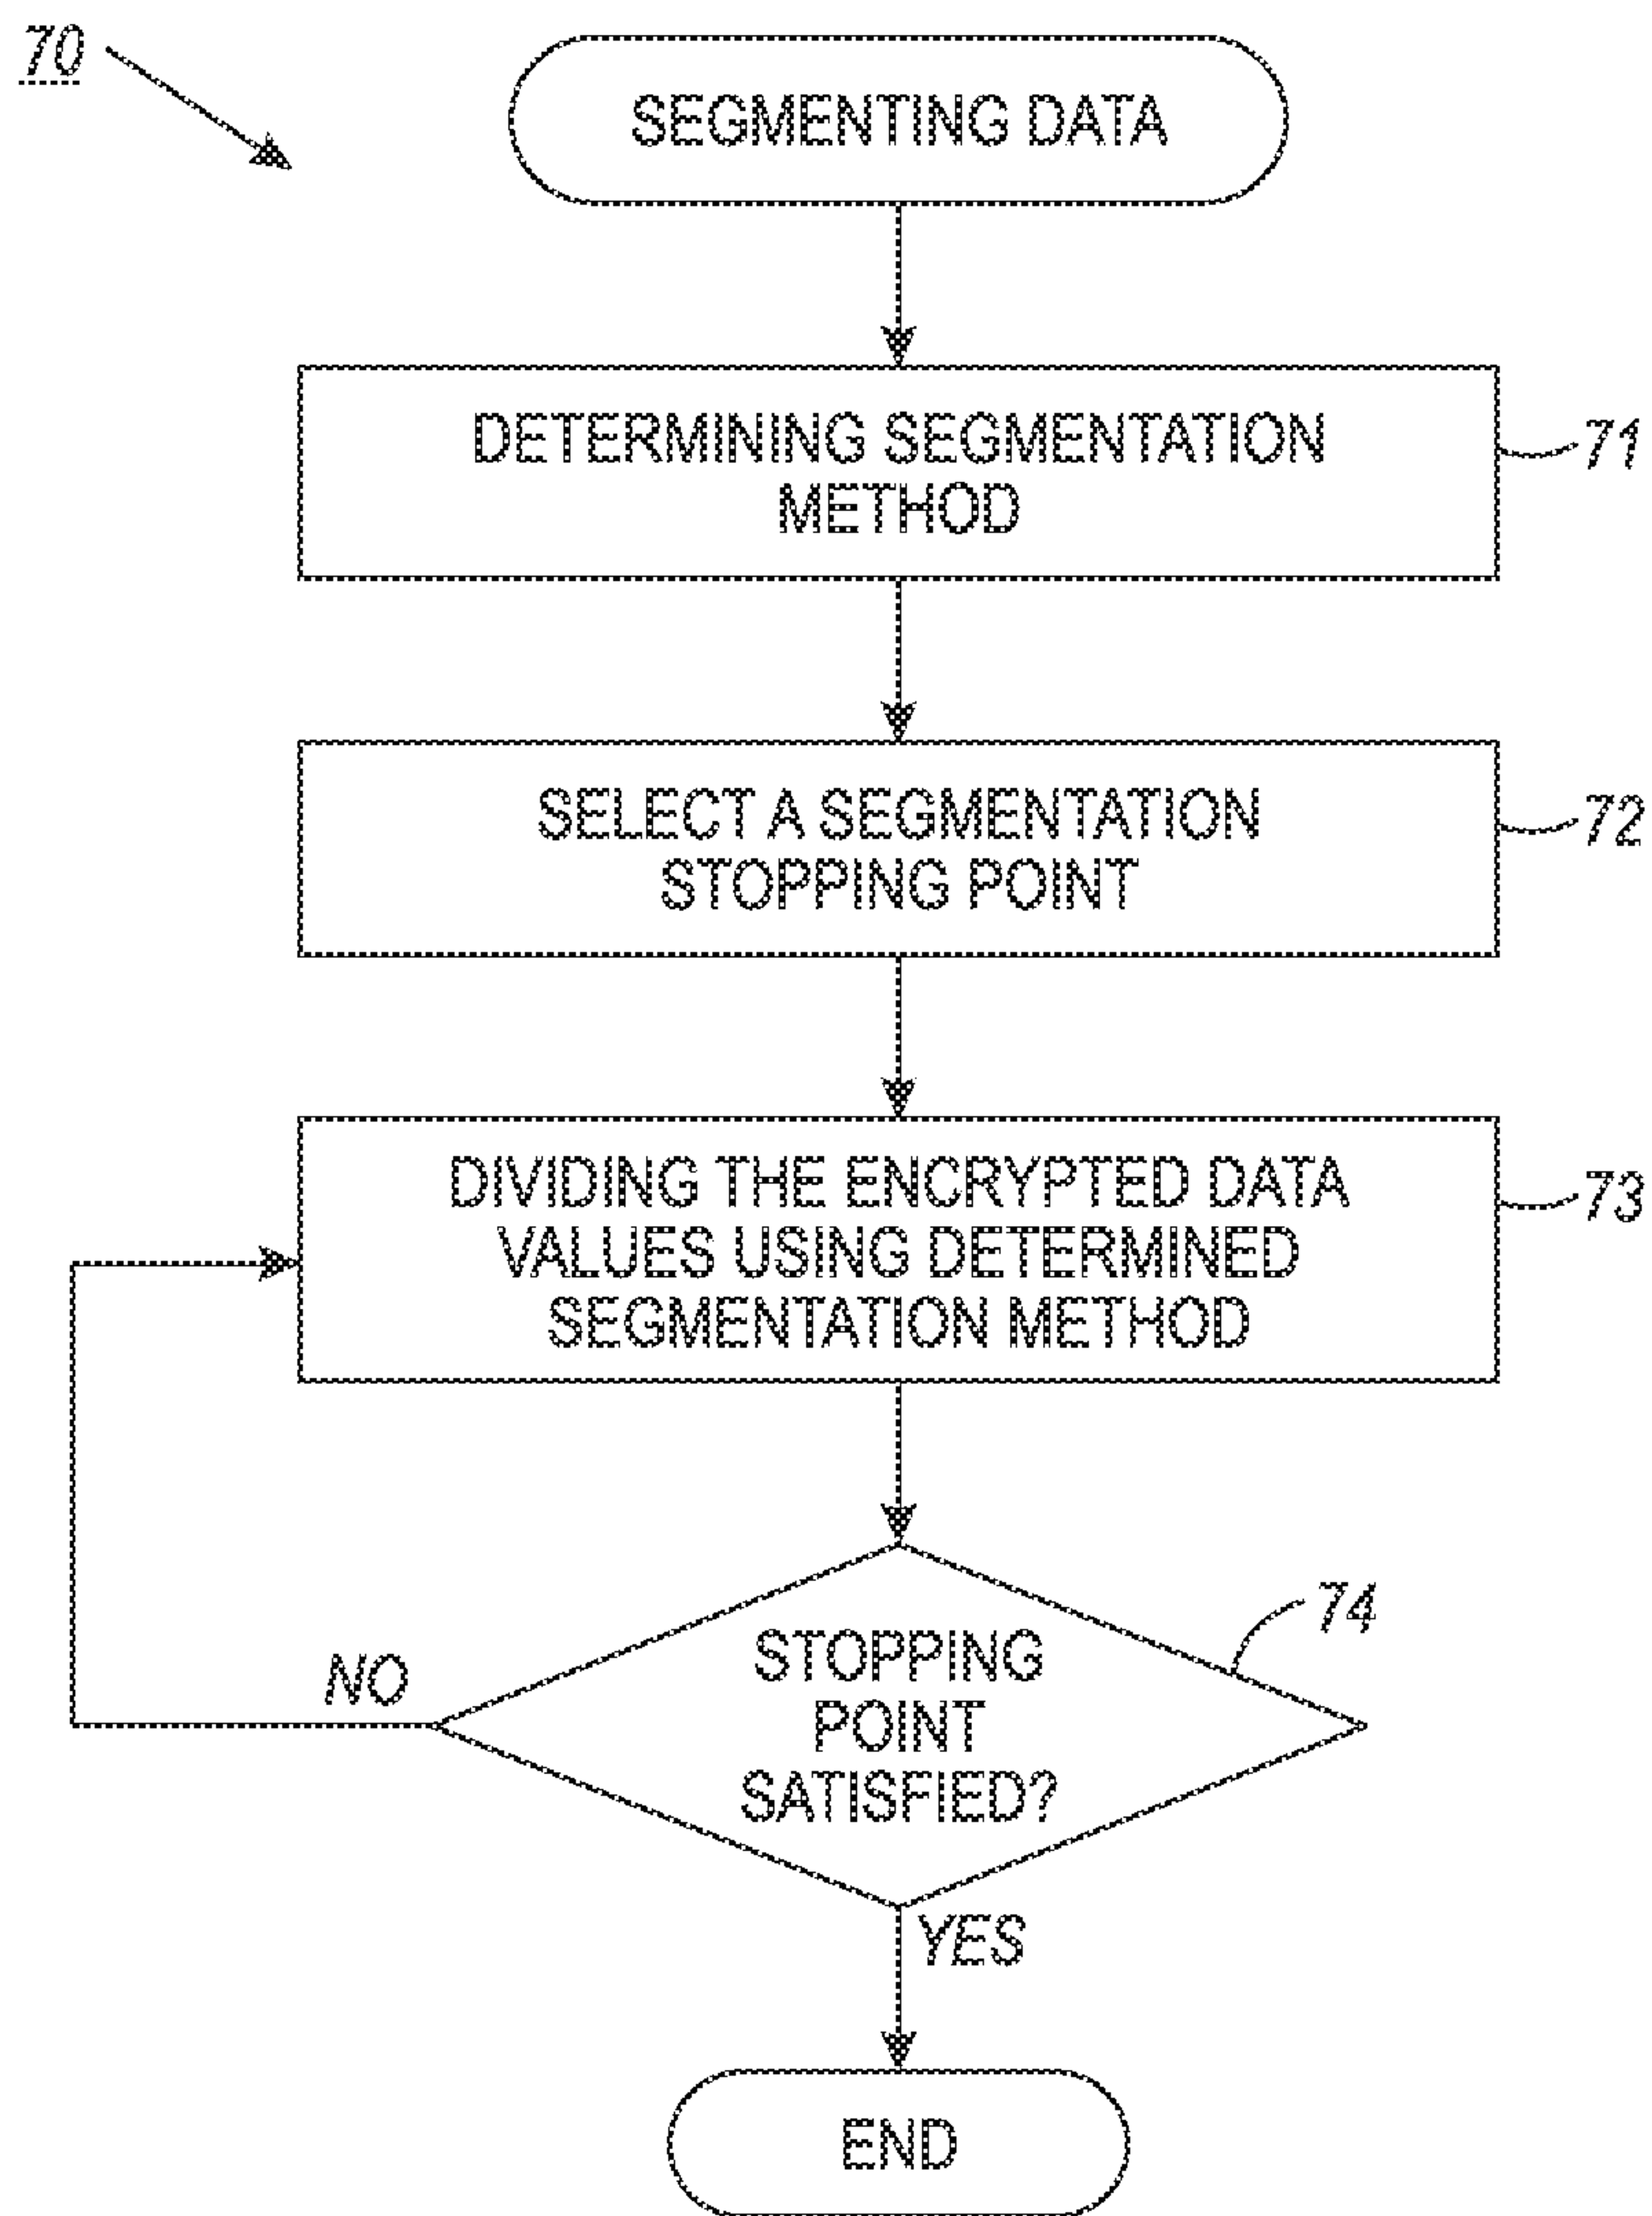 70
SEGMENTING DATA
DETERMINING SEGMENTATION
METHOD
71
SELECT A SEGMENTATION
STOPPING POINT
72
DIVIDING THE ENCRYPTED DATA
VALUES USING DETERMINED
SEGMENTATION METHOD
73
74
STOPPING
POINT
SATISFIED?
NO
YES
END